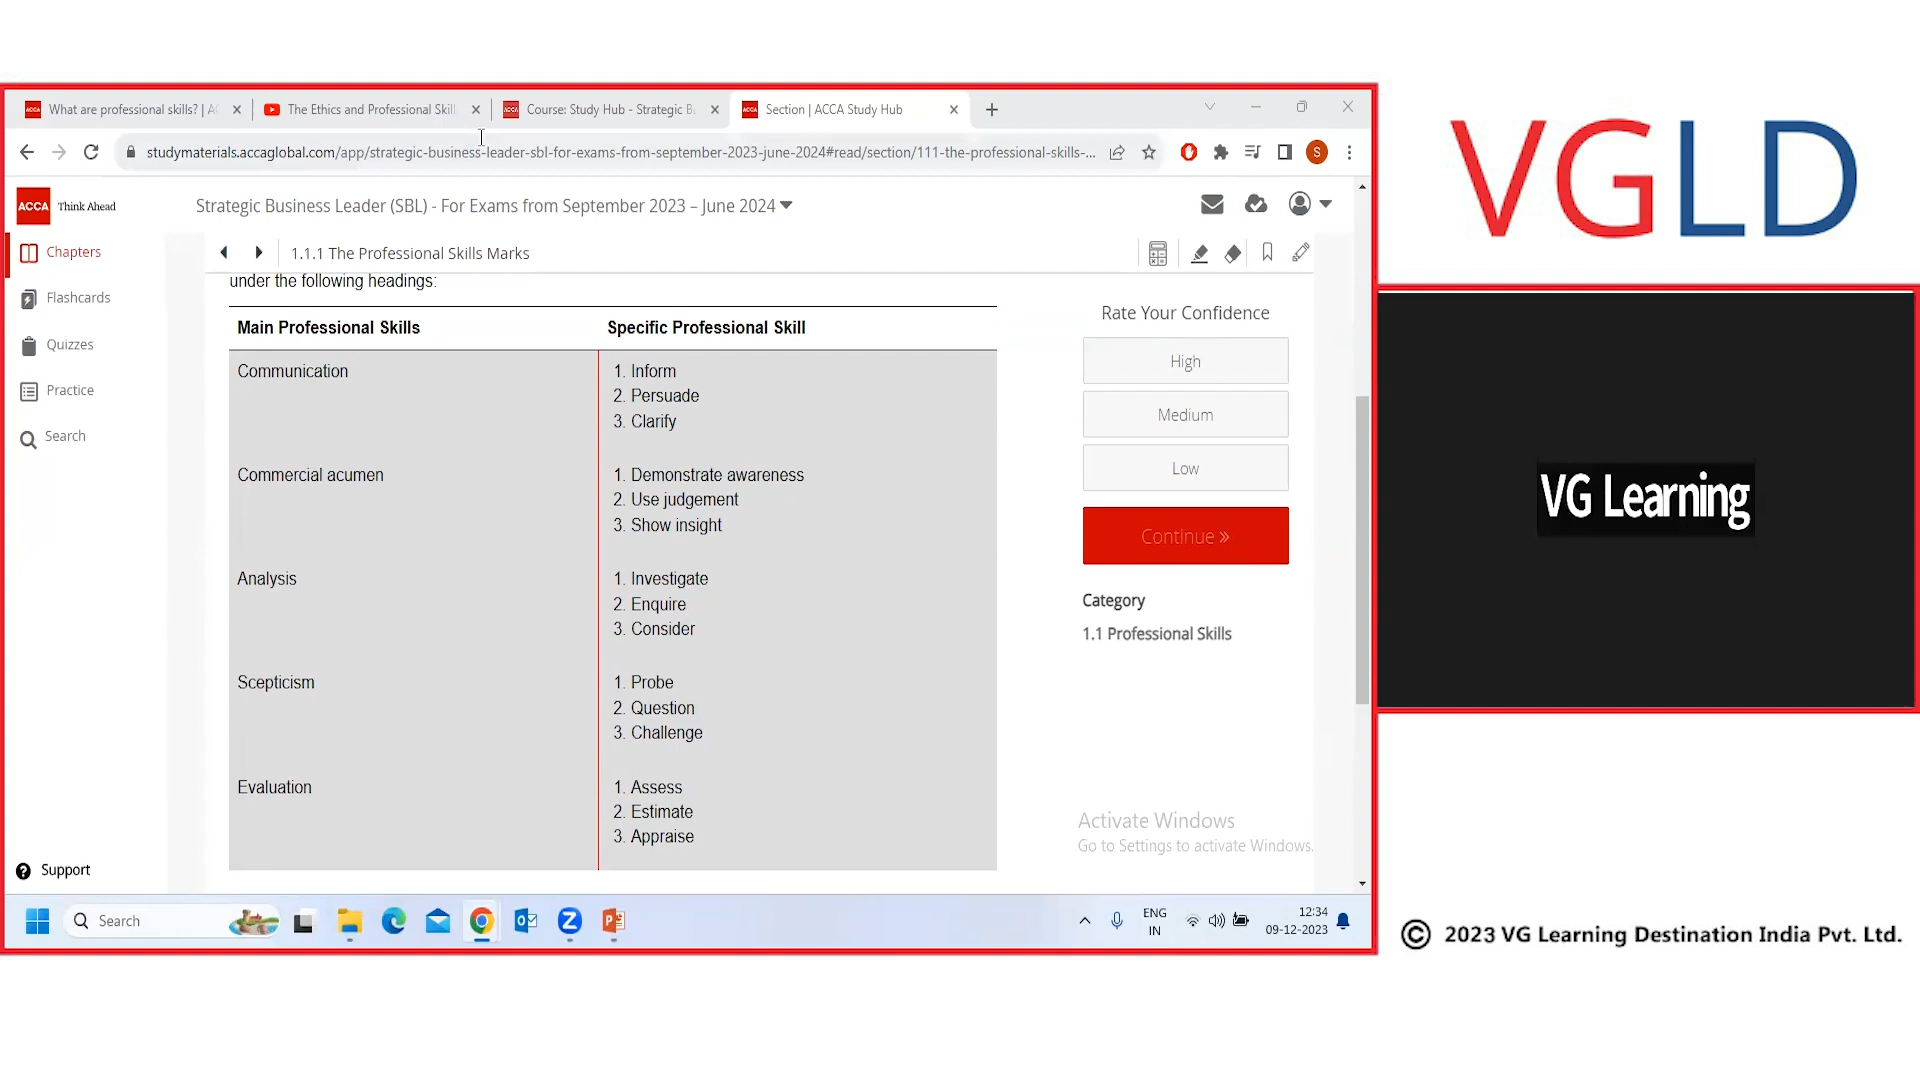 What are professional skills? | AC
The Ethics and Professional Skill
Course: Study Hub - Strategic B
Section | ACCA Study Hub
studymaterials.accaglobal.com/app/strategic-business-leader-sbl-for-exams-from-september-2023-june-2024#read/section/111-the-professional-skills-...
S
ACCA Think Ahead
Strategic Business Leader (SBL) - For Exams from September 2023 – June 2024
Chapters
Flashcards
Quizzes
Practice
Search
Support
1.1.1 The Professional Skills Marks
under the following headings:
Main Professional Skills
Specific Professional Skill
Communication
1. Inform
2. Persuade
3. Clarify
Commercial acumen
1. Demonstrate awareness
2. Use judgement
3. Show insight
Analysis
1. Investigate
2. Enquire
3. Consider
Scepticism
1. Probe
2. Question
3. Challenge
Evaluation
1. Assess
2. Estimate
3. Appraise
Rate Your Confidence
High
Medium
Low
Continue »
Category
1.1 Professional Skills
Activate Windows
Go to Settings to activate Windows.
Search
ENG
IN
12:34
09-12-2023
VGLD
VG Learning
© 2023 VG Learning Destination India Pvt. Ltd.